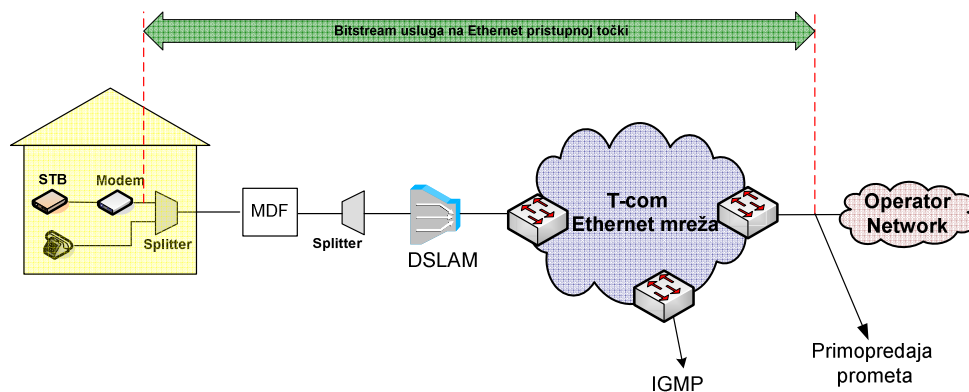 Bitstream usluga na Ethernet pristupnoj točki
STB
Modem
Splitter
MDF
Splitter
DSLAM
T-com
Ethernet mreža
Operator
Network
IGMP
Primopredaja
prometa